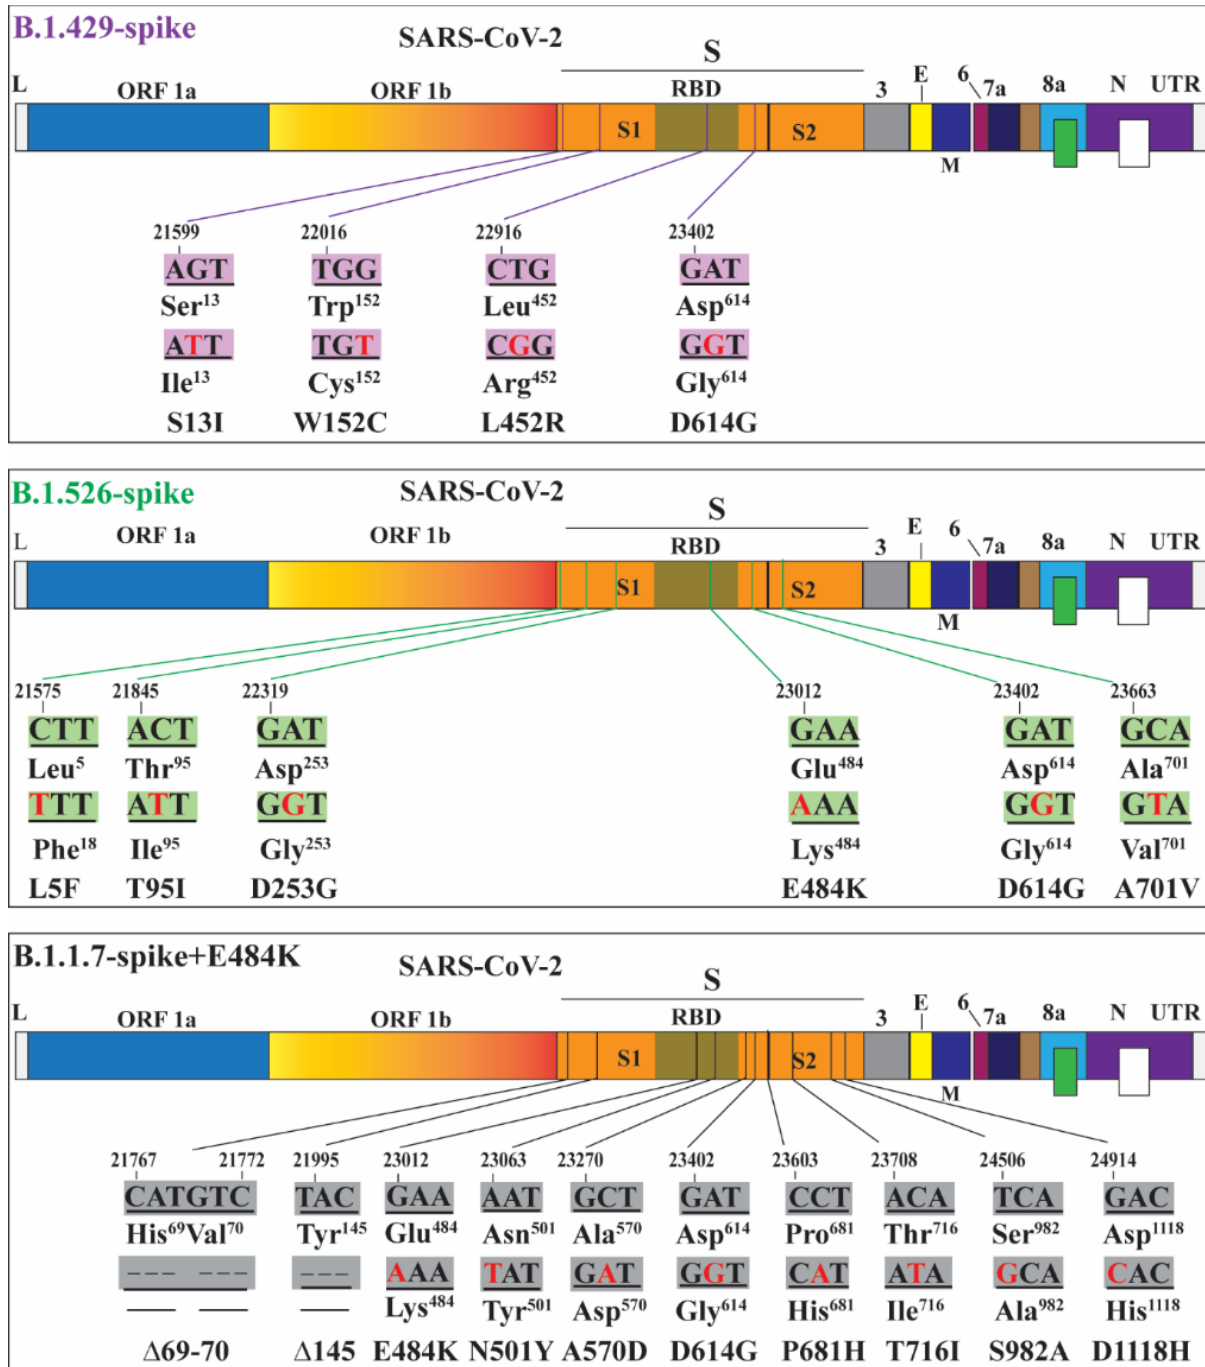 B.1.429-spike
SARS-CoV-2
S
L ORF 1a ORF 1b RBD 3 E 6 7a 8a N UTR
S1 S2
M
21599 22016 22916 23402
AGT TGG CTG GAT
Ser13 Trp152 Leu452 Asp614
ATT TGT CGG GGT
Ile13 Cys152 Arg452 Gly614
S13I W152C L452R D614G
B.1.526-spike
SARS-CoV-2
S
L ORF 1a ORF 1b RBD 3 E 6 7a 8a N UTR
S1 S2
M
21575 21845 22319 23012 23402 23663
CTT ACT GAT GAA GAT GCA
Leu5 Thr95 Asp253 Glu484 Asp614 Ala701
TTT ATT GGT AAA GGT GTA
Phe18 Ile95 Gly253 Lys484 Gly614 Val701
L5F T95I D253G E484K D614G A701V
B.1.1.7-spike+E484K
SARS-CoV-2
S
L ORF 1a ORF 1b RBD 3 E 6 7a 8a N UTR
S1 S2
M
21767 21772 21995 23012 23063 23270 23402 23603 23708 24506 24914
CATGTC TAC GAA AAT GCT GAT CCT ACA TCA GAC
His69Val70 Tyr145 Glu484 Asn501 Ala570 Asp614 Pro681 Thr716 Ser982 Asp1118
--- --- --- AAA TAT GAT GGT CAT ATA GCA CAC
Lys484 Tyr501 Asp570 Gly614 His681 Ile716 Ala982 His1118
Δ69-70 Δ145 E484K N501Y A570D D614G P681H T716I S982A D1118H